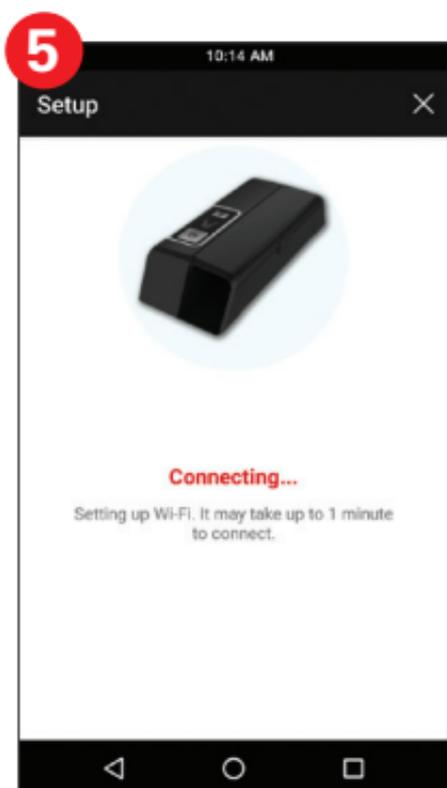 5
10:14 AM
Setup
Connecting...
Setting up Wi-Fi. It may take up to 1 minute
to connect.